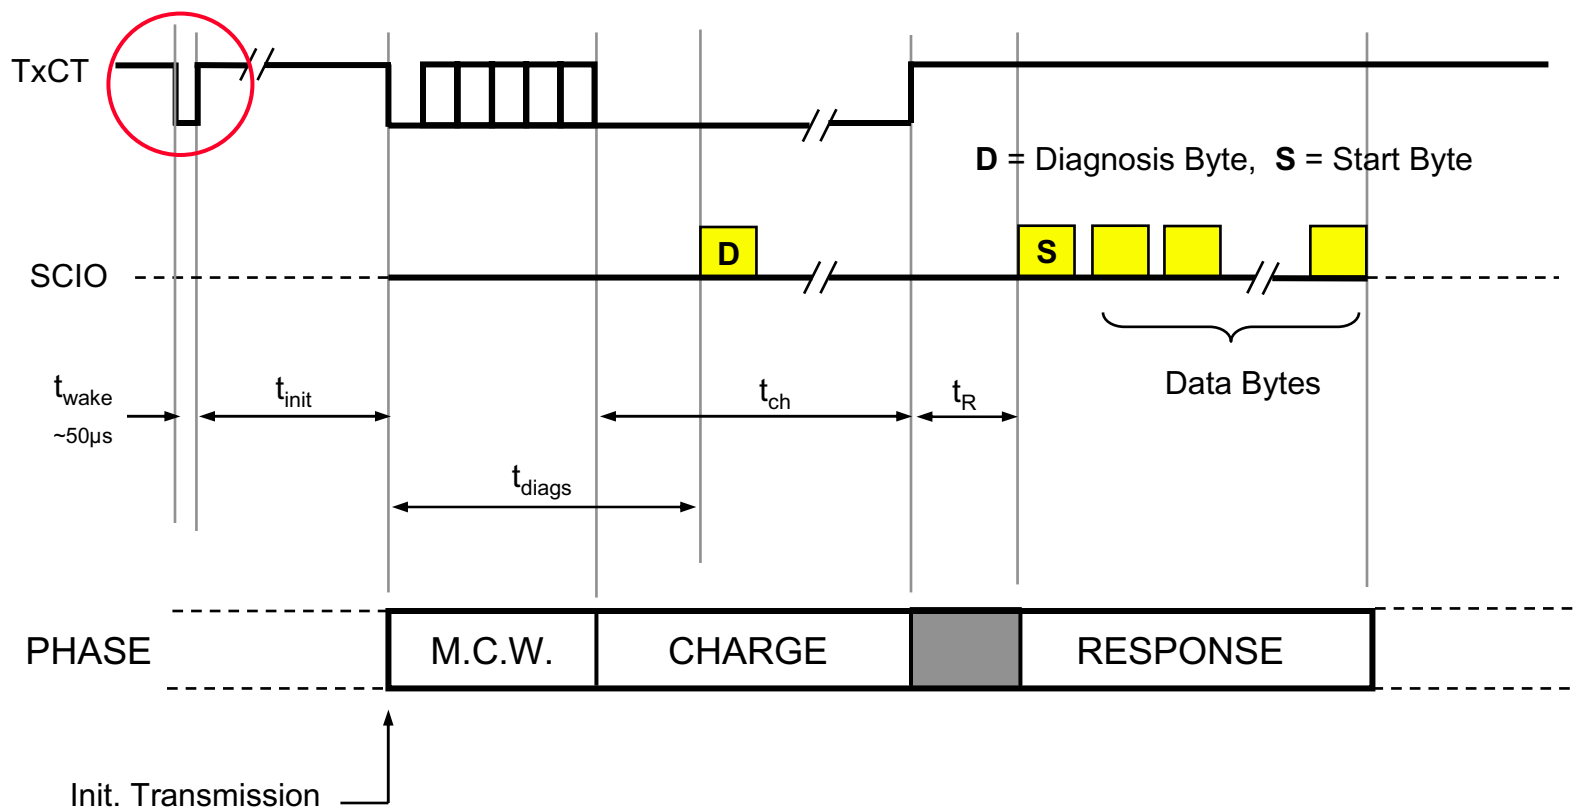 TxCT
D = Diagnosis Byte, S = Start Byte
D
S
SCIO
Data Bytes
twake
~50µs
tinit
tch
tR
tdiags
PHASE
M.C.W.
CHARGE
RESPONSE
Init. Transmission